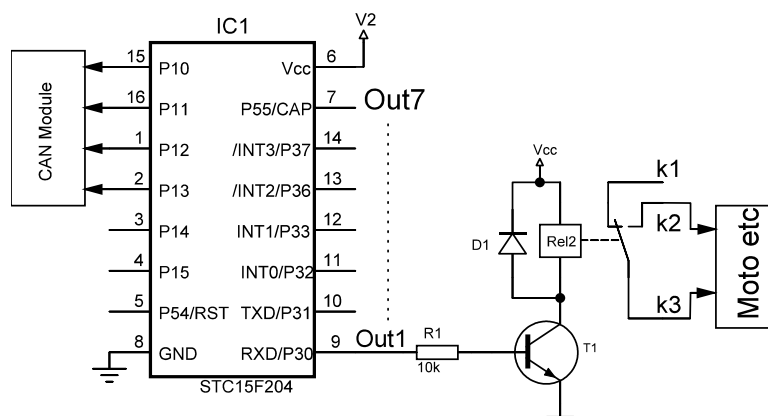 IC1
V2
15 P10 Vcc 6
16 P11 P55/CAP 7 Out7
1 P12 /INT3/P37 14
2 P13 /INT2/P36 13
3 P14 INT1/P33 12
4 P15 INT0/P32 11
5 P54/RST TXD/P31 10
8 GND RXD/P30 9 Out1
STC15F204
CAN Module
R1
10k
Vcc
D1
Rel2
T1
k1
k2
k3
Moto etc